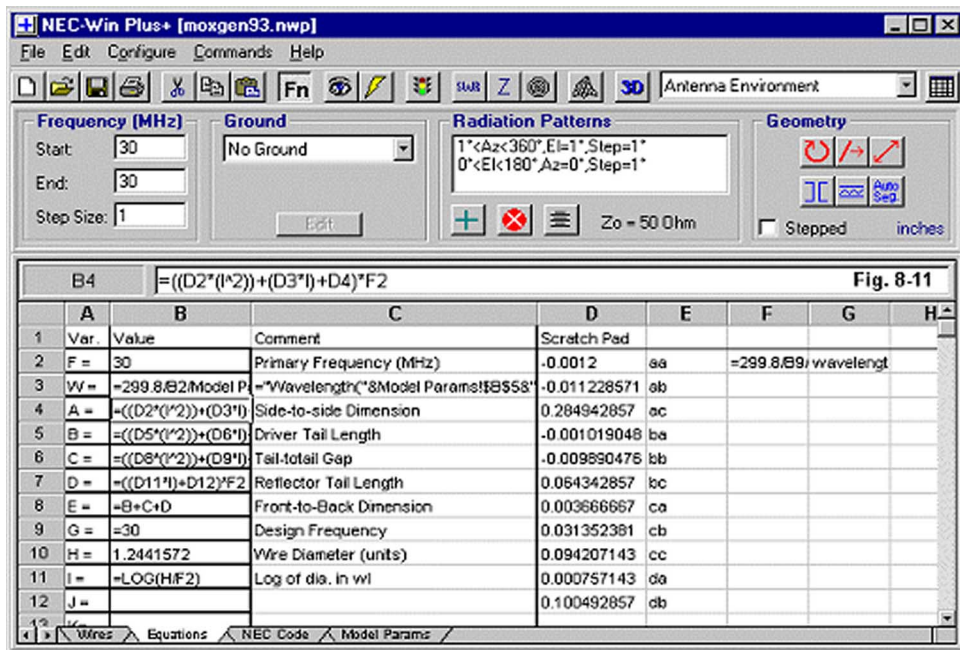 NEC-Win Plus+ [moxgen93.nwp]
File Edit Configure Commands Help
Fn SWR Z 3D Antenna Environment
Frequency (MHz) Ground Radiation Patterns Geometry
Start: 30 No Ground 1°<Az<360°,El=1°,Step=1°
End: 30 0°<El<180°,Az=0°,Step=1°
Step Size: 1 Edit Zo = 50 Ohm Auto Seg.
Stepped inches
B4 =((D2*(I^2))+(D3*I)+D4)*F2 Fig. 8-11
A B C D E F G H
1 Var. Value Comment Scratch Pad
2 F = 30 Primary Frequency (MHz) -0.0012 aa =299.8/B9/ wavelengt
3 W = =299.8/B2/Model P ="Wavelength("&Model Params!$B$5&" -0.011228571 ab
4 A = =((D2*(I^2))+(D3*I) Side-to-side Dimension 0.284942857 ac
5 B = =((D5*(I^2))+(D6*I) Driver Tail Length -0.001019048 ba
6 C = =((D8*(I^2))+(D9*I) Tail-totail Gap -0.009890476 bb
7 D = =((D11*I)+D12)*F2 Reflector Tail Length 0.064342857 bc
8 E = =B+C+D Front-to-Back Dimension 0.003666667 ca
9 G = =30 Design Frequency 0.031352381 cb
10 H = 1.2441572 Wire Diameter (units) 0.094207143 cc
11 I = =LOG(H/F2) Log of dia. in wl 0.000757143 da
12 J = 0.100492857 db
13
Wires Equations NEC Code Model Params